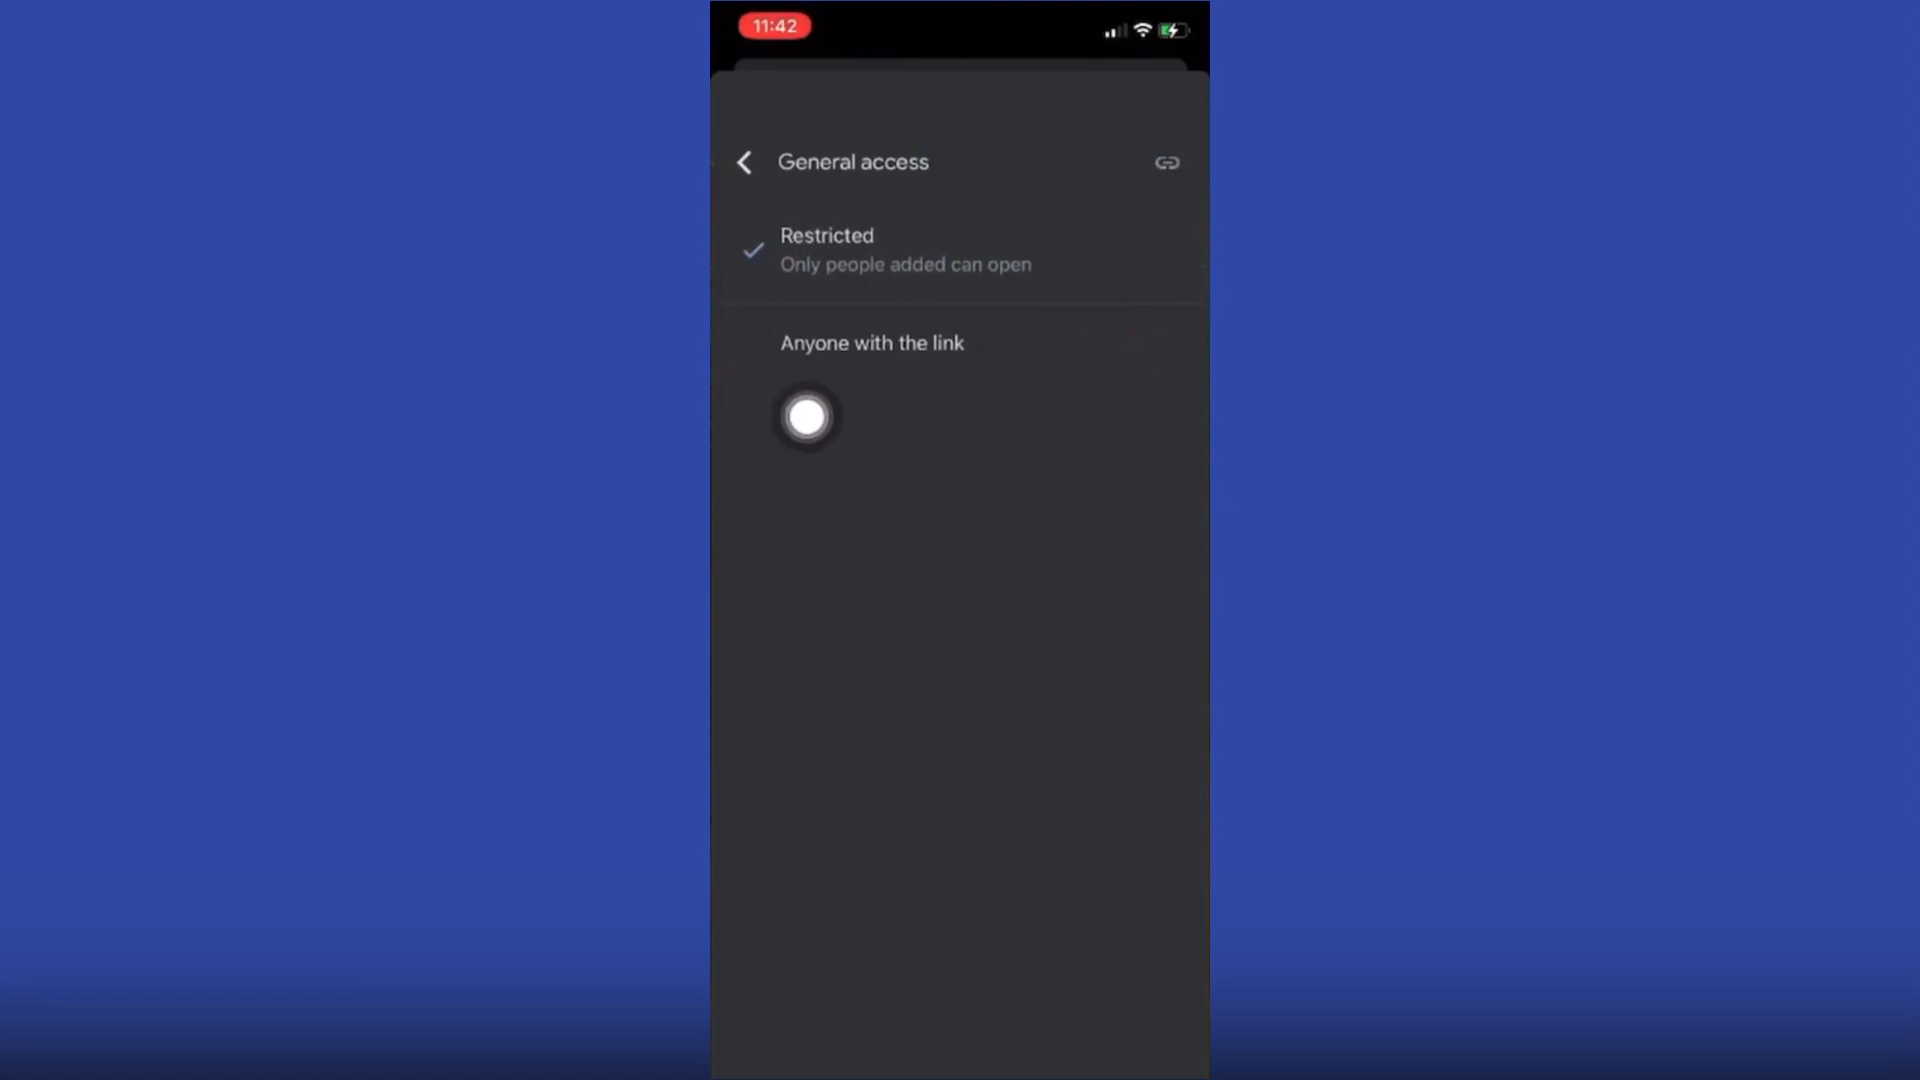 11:42
General access
Restricted
Only people added can open
Anyone with the link